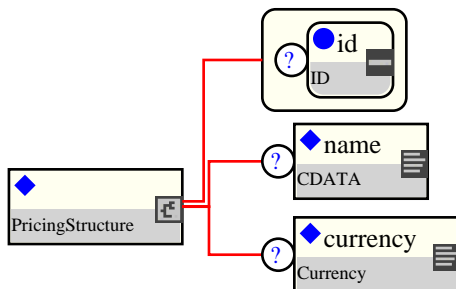 ? id
ID
? name
CDATA
PricingStructure
? currency
Currency